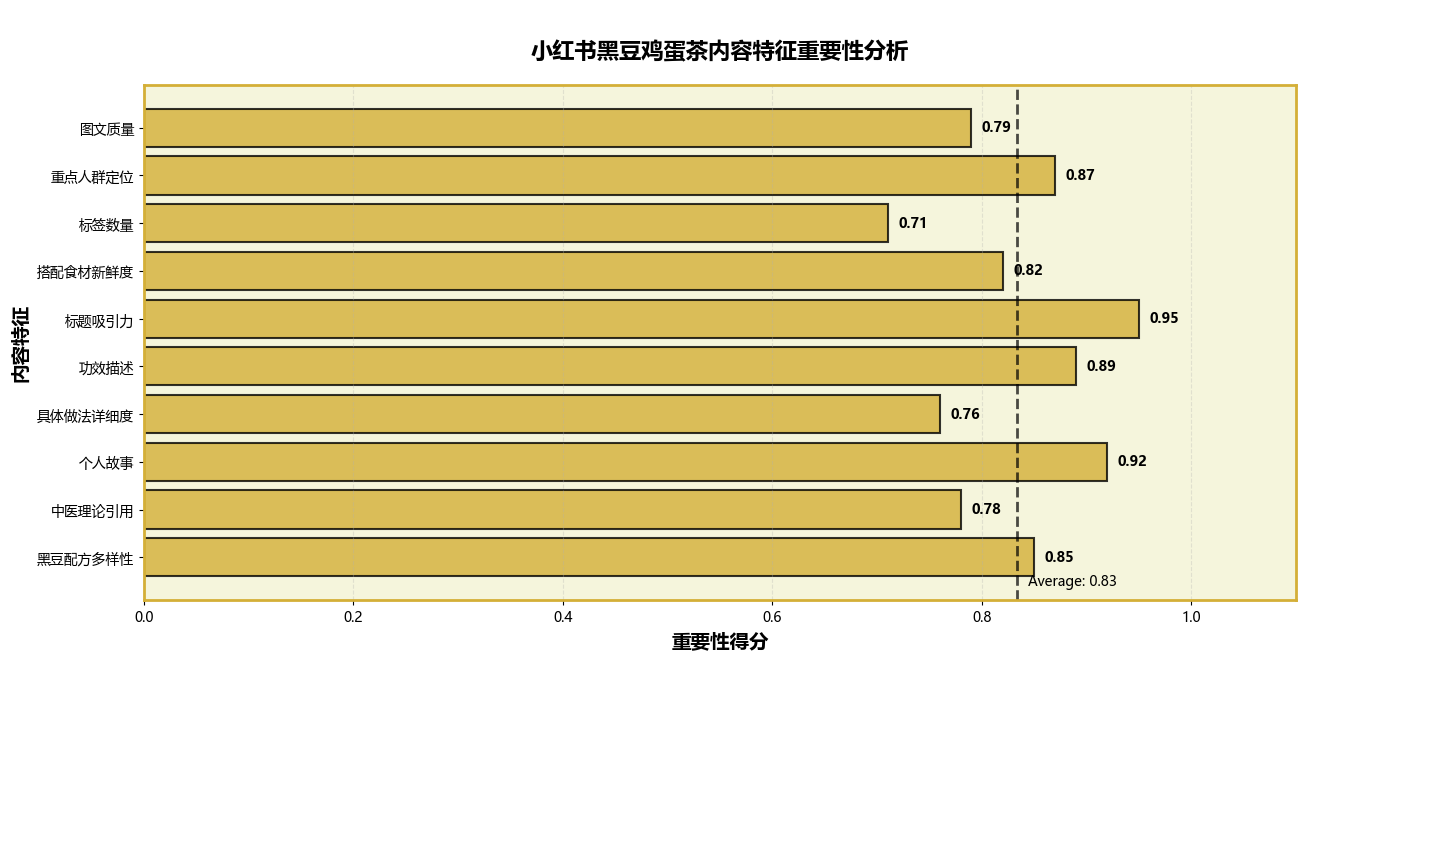 小红书黑豆鸡蛋茶内容特征重要性分析
内容特征
图文质量 0.79
重点人群定位 0.87
标签数量 0.71
搭配食材新鲜度 0.82
标题吸引力 0.95
功效描述 0.89
具体做法详细度 0.76
个人故事 0.92
中医理论引用 0.78
黑豆配方多样性 0.85
Average: 0.83
0.0 0.2 0.4 0.6 0.8 1.0
重要性得分